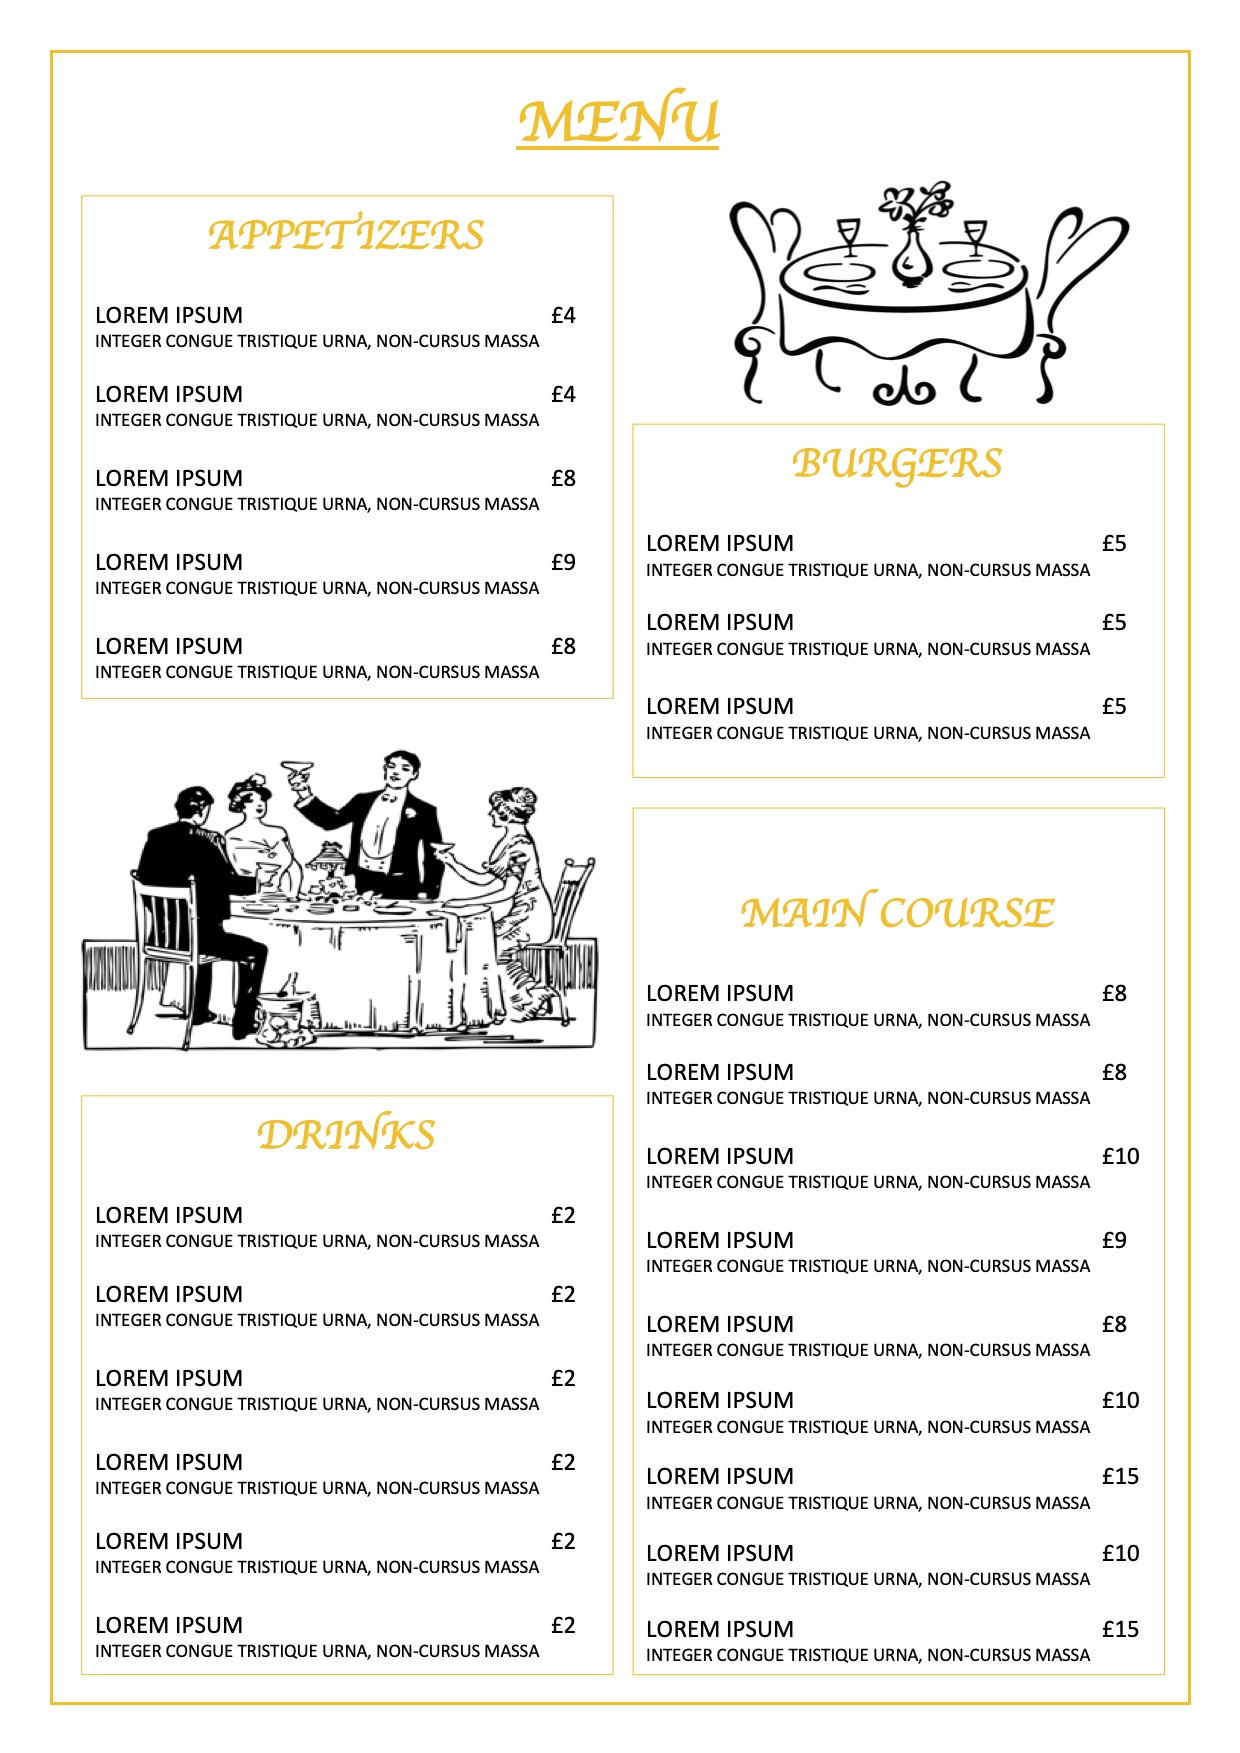 MENU
APPETIZERS
LOREM IPSUM £4
INTEGER CONGUE TRISTIQUE URNA, NON-CURSUS MASSA
LOREM IPSUM £4
INTEGER CONGUE TRISTIQUE URNA, NON-CURSUS MASSA
LOREM IPSUM £8
INTEGER CONGUE TRISTIQUE URNA, NON-CURSUS MASSA
LOREM IPSUM £9
INTEGER CONGUE TRISTIQUE URNA, NON-CURSUS MASSA
LOREM IPSUM £8
INTEGER CONGUE TRISTIQUE URNA, NON-CURSUS MASSA
DRINKS
LOREM IPSUM £2
INTEGER CONGUE TRISTIQUE URNA, NON-CURSUS MASSA
LOREM IPSUM £2
INTEGER CONGUE TRISTIQUE URNA, NON-CURSUS MASSA
LOREM IPSUM £2
INTEGER CONGUE TRISTIQUE URNA, NON-CURSUS MASSA
LOREM IPSUM £2
INTEGER CONGUE TRISTIQUE URNA, NON-CURSUS MASSA
LOREM IPSUM £2
INTEGER CONGUE TRISTIQUE URNA, NON-CURSUS MASSA
LOREM IPSUM £2
INTEGER CONGUE TRISTIQUE URNA, NON-CURSUS MASSA
BURGERS
LOREM IPSUM £5
INTEGER CONGUE TRISTIQUE URNA, NON-CURSUS MASSA
LOREM IPSUM £5
INTEGER CONGUE TRISTIQUE URNA, NON-CURSUS MASSA
LOREM IPSUM £5
INTEGER CONGUE TRISTIQUE URNA, NON-CURSUS MASSA
MAIN COURSE
LOREM IPSUM £8
INTEGER CONGUE TRISTIQUE URNA, NON-CURSUS MASSA
LOREM IPSUM £8
INTEGER CONGUE TRISTIQUE URNA, NON-CURSUS MASSA
LOREM IPSUM £10
INTEGER CONGUE TRISTIQUE URNA, NON-CURSUS MASSA
LOREM IPSUM £9
INTEGER CONGUE TRISTIQUE URNA, NON-CURSUS MASSA
LOREM IPSUM £8
INTEGER CONGUE TRISTIQUE URNA, NON-CURSUS MASSA
LOREM IPSUM £10
INTEGER CONGUE TRISTIQUE URNA, NON-CURSUS MASSA
LOREM IPSUM £15
INTEGER CONGUE TRISTIQUE URNA, NON-CURSUS MASSA
LOREM IPSUM £10
INTEGER CONGUE TRISTIQUE URNA, NON-CURSUS MASSA
LOREM IPSUM £15
INTEGER CONGUE TRISTIQUE URNA, NON-CURSUS MASSA